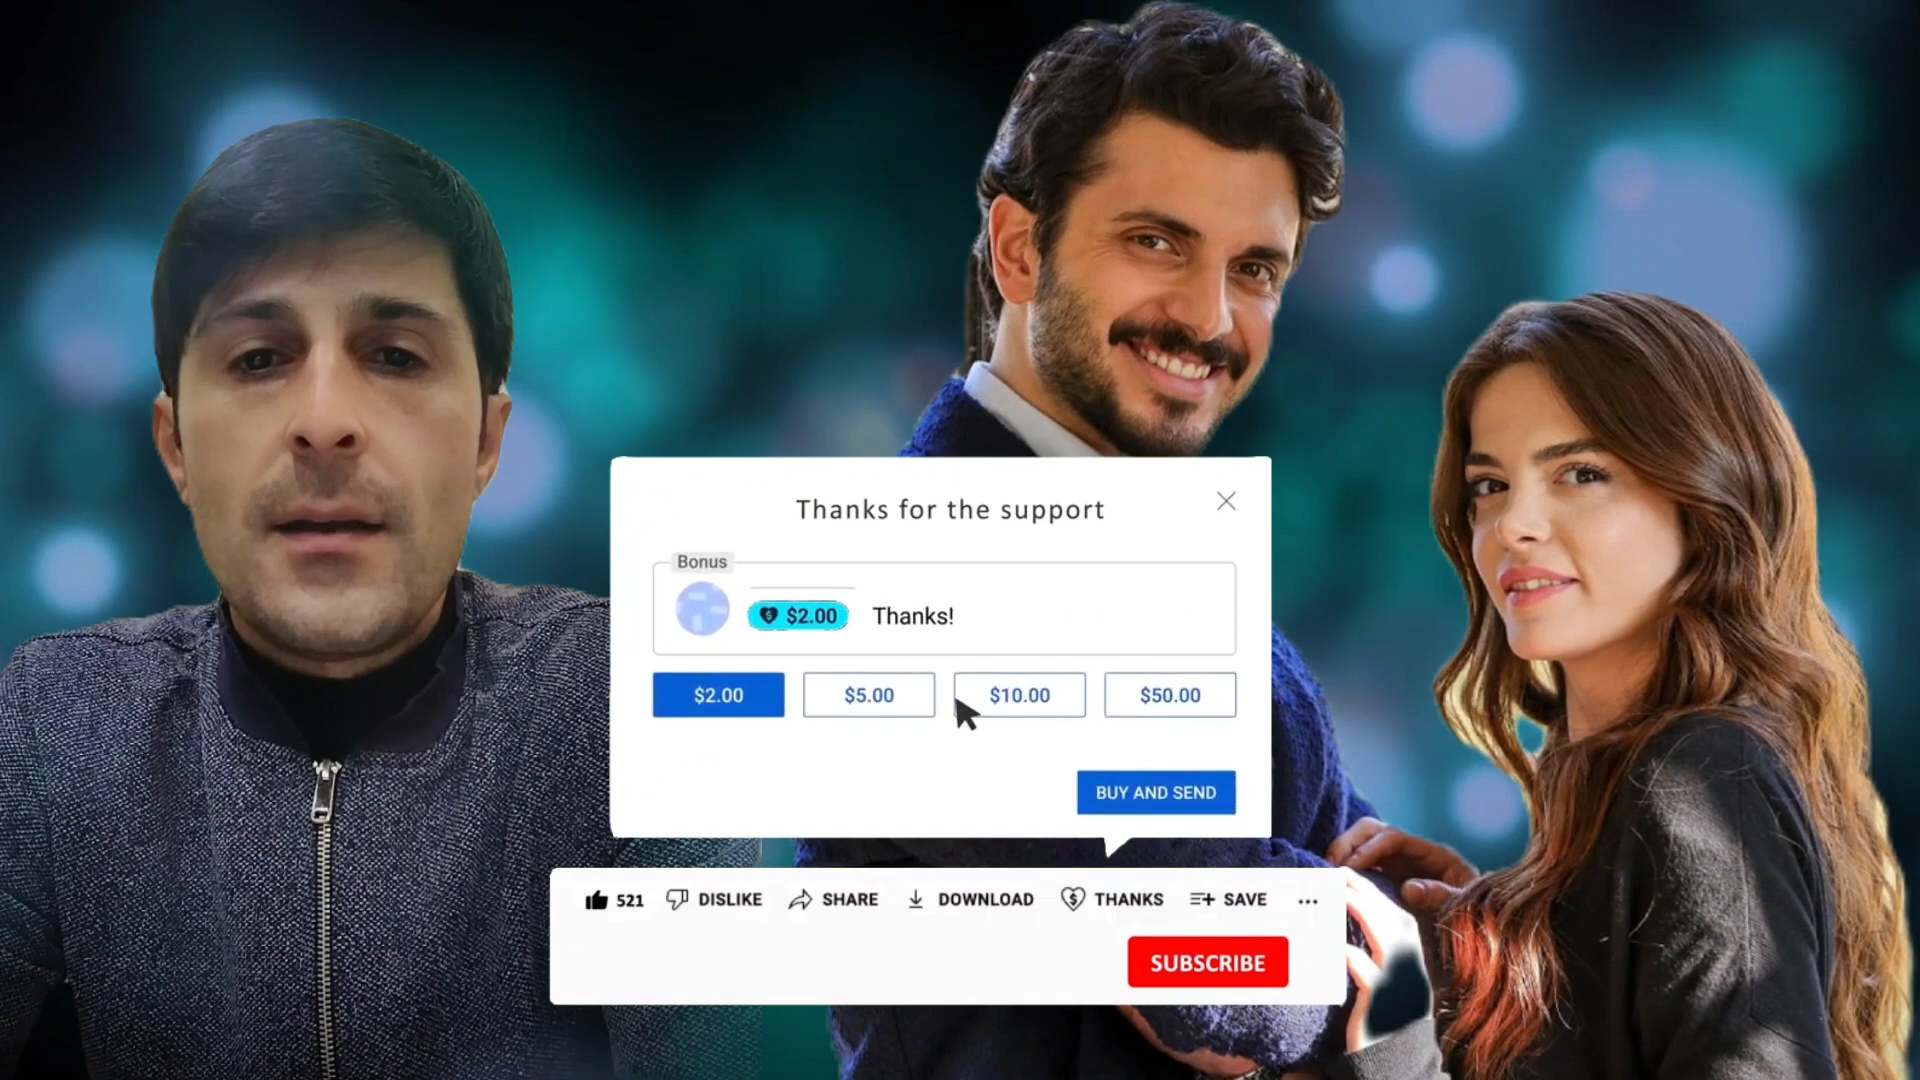 Thanks for the support
Bonus
$2.00 Thanks!
$2.00 $5.00 $10.00 $50.00
BUY AND SEND
521 DISLIKE SHARE DOWNLOAD THANKS SAVE ...
SUBSCRIBE